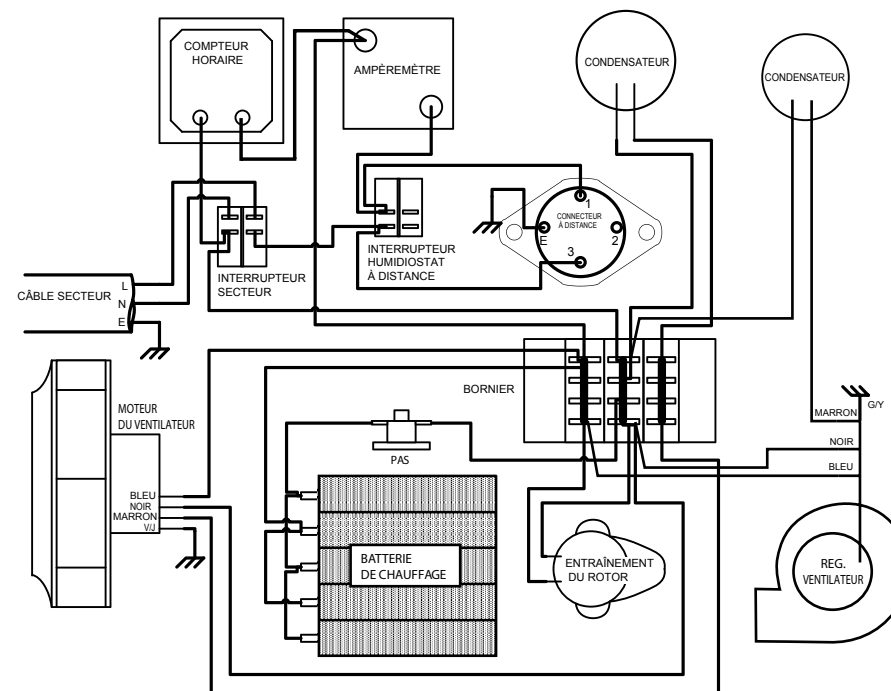 COMPTEUR
HORAIRE
AMPÈREMÈTRE
CONDENSATEUR
CONDENSATEUR
1
CONNECTEUR
À DISTANCE
E
2
3
INTERRUPTEUR
HUMIDIOSTAT
À DISTANCE
INTERRUPTEUR
SECTEUR
CÂBLE SECTEUR
L
N
E
BORNIER
MOTEUR
DU VENTILATEUR
G/Y
MARRON
NOIR
BLEU
PAS
BLEU
NOIR
MARRON
V/J
BATTERIE
DE CHAUFFAGE
ENTRAÎNEMENT
DU ROTOR
REG.
VENTILATEUR